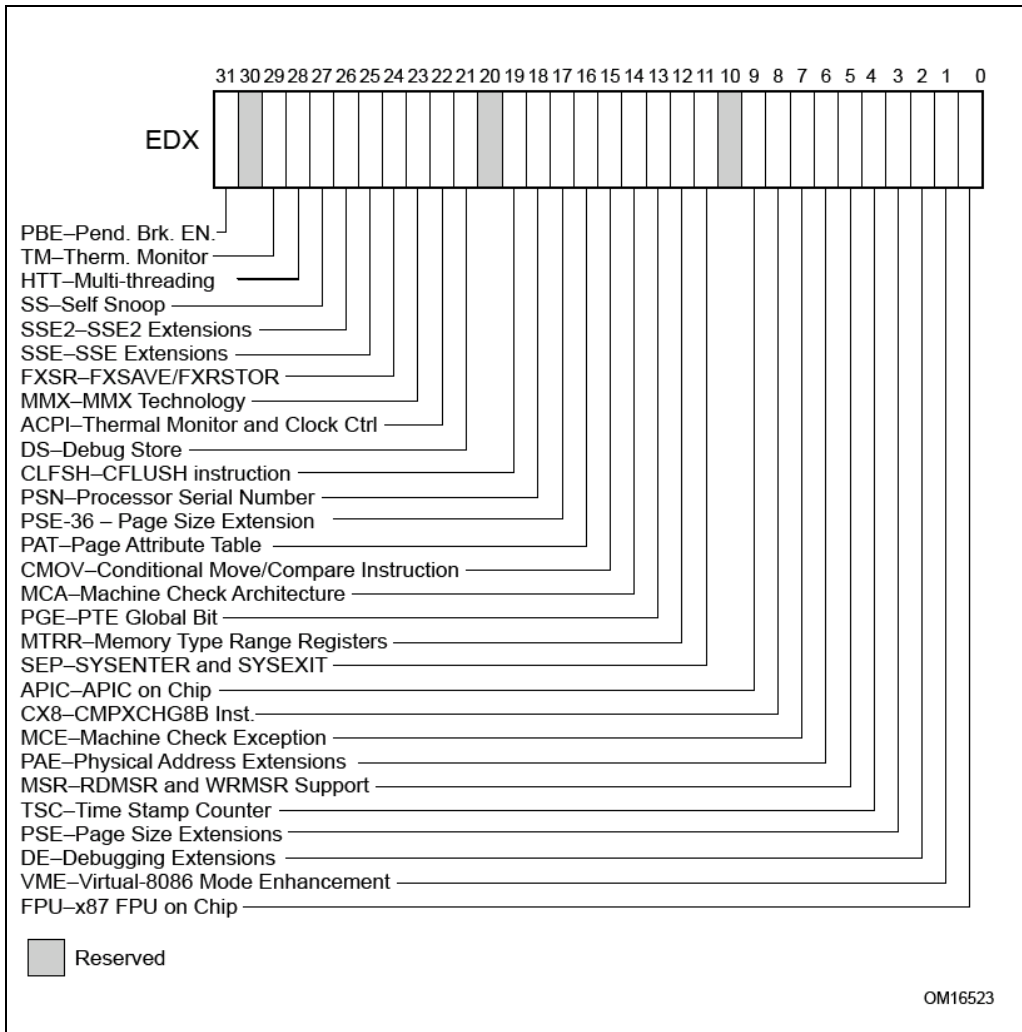 31 30 29 28 27 26 25 24 23 22 21 20 19 18 17 16 15 14 13 12 11 10 9 8 7 6 5 4 3 2 1 0
EDX
PBE–Pend. Brk. EN.
TM–Therm. Monitor
HTT–Multi-threading
SS–Self Snoop
SSE2–SSE2 Extensions
SSE–SSE Extensions
FXSR–FXSAVE/FXRSTOR
MMX–MMX Technology
ACPI–Thermal Monitor and Clock Ctrl
DS–Debug Store
CLFSH–CFLUSH instruction
PSN–Processor Serial Number
PSE-36 – Page Size Extension
PAT–Page Attribute Table
CMOV–Conditional Move/Compare Instruction
MCA–Machine Check Architecture
PGE–PTE Global Bit
MTRR–Memory Type Range Registers
SEP–SYSENTER and SYSEXIT
APIC–APIC on Chip
CX8–CMPXCHG8B Inst.
MCE–Machine Check Exception
PAE–Physical Address Extensions
MSR–RDMSR and WRMSR Support
TSC–Time Stamp Counter
PSE–Page Size Extensions
DE–Debugging Extensions
VME–Virtual-8086 Mode Enhancement
FPU–x87 FPU on Chip
Reserved
OM16523